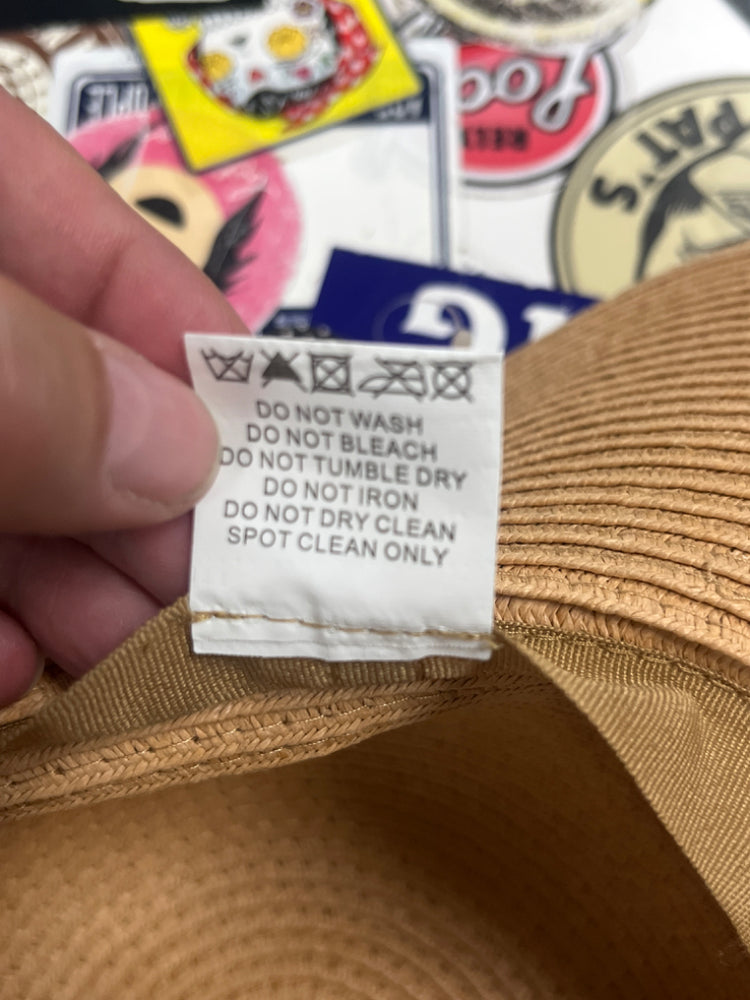 PAT'S
DO NOT WASH
DO NOT BLEACH
DO NOT TUMBLE DRY
DO NOT IRON
DO NOT DRY CLEAN
SPOT CLEAN ONLY